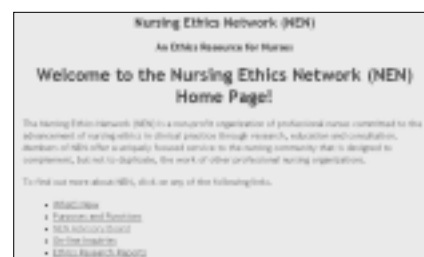 Nursing Ethics Network (NEN)
An Ethics Resource for Nurses
Welcome to the Nursing Ethics Network (NEN)
Home Page!
The Nursing Ethics Network (NEN) is a non-profit organization of professional nurses committed to the
advancement of nursing ethics in clinical practice through research, education and consultation.
Members of NEN offer a uniquely focused service to the nursing community that is designed to
complement, but not to duplicate, the work of other professional nursing organizations.
To find out more about NEN, click on any of the following links.
What's New
Purposes and Functions
NEN Advisory Board
On-line Inquiries
Ethics Research Reports